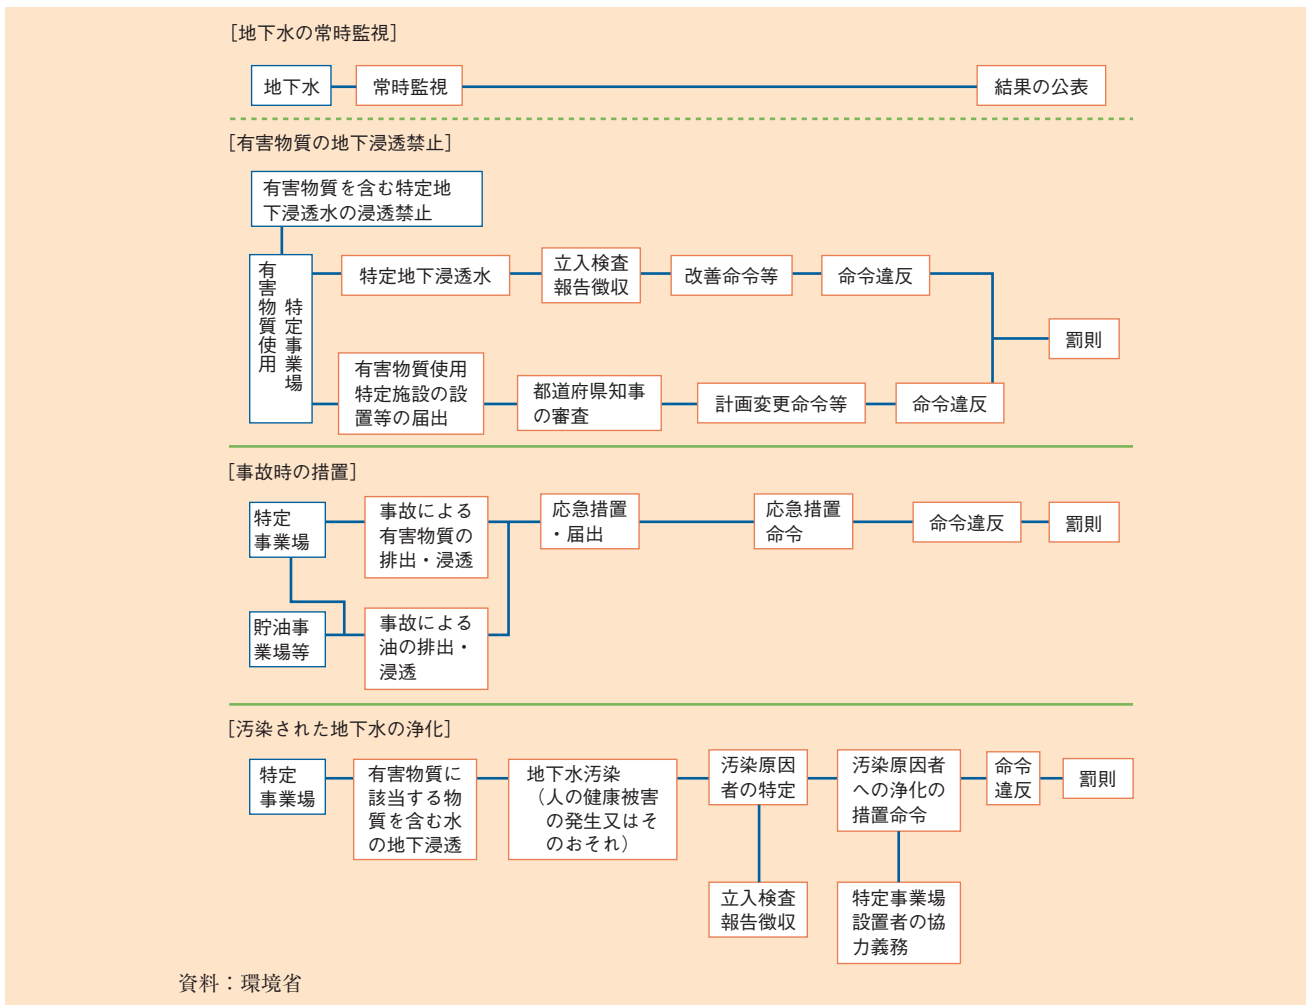 ［地下水の常時監視］
地下水
常時監視
結果の公表
［有害物質の地下浸透禁止］
有害物質を含む特定地
下浸透水の浸透禁止
有害物質使用
特定事業場
特定地下浸透水
立入検査
報告徴収
改善命令等
命令違反
罰則
有害物質使用
特定施設の設
置等の届出
都道府県知事
の審査
計画変更命令等
命令違反
［事故時の措置］
特定
事業場
事故による
有害物質の
排出・浸透
応急措置
・届出
応急措置
命令
命令違反
罰則
貯油事
業場等
事故による
油の排出・
浸透
［汚染された地下水の浄化］
特定
事業場
有害物質に
該当する物
質を含む水
の地下浸透
地下水汚染
（人の健康被害
の発生又はそ
のおそれ）
汚染原因
者の特定
汚染原因者
への浄化の
措置命令
命令
違反
罰則
立入検査
報告徴収
特定事業場
設置者の協
力義務
資料：環境省